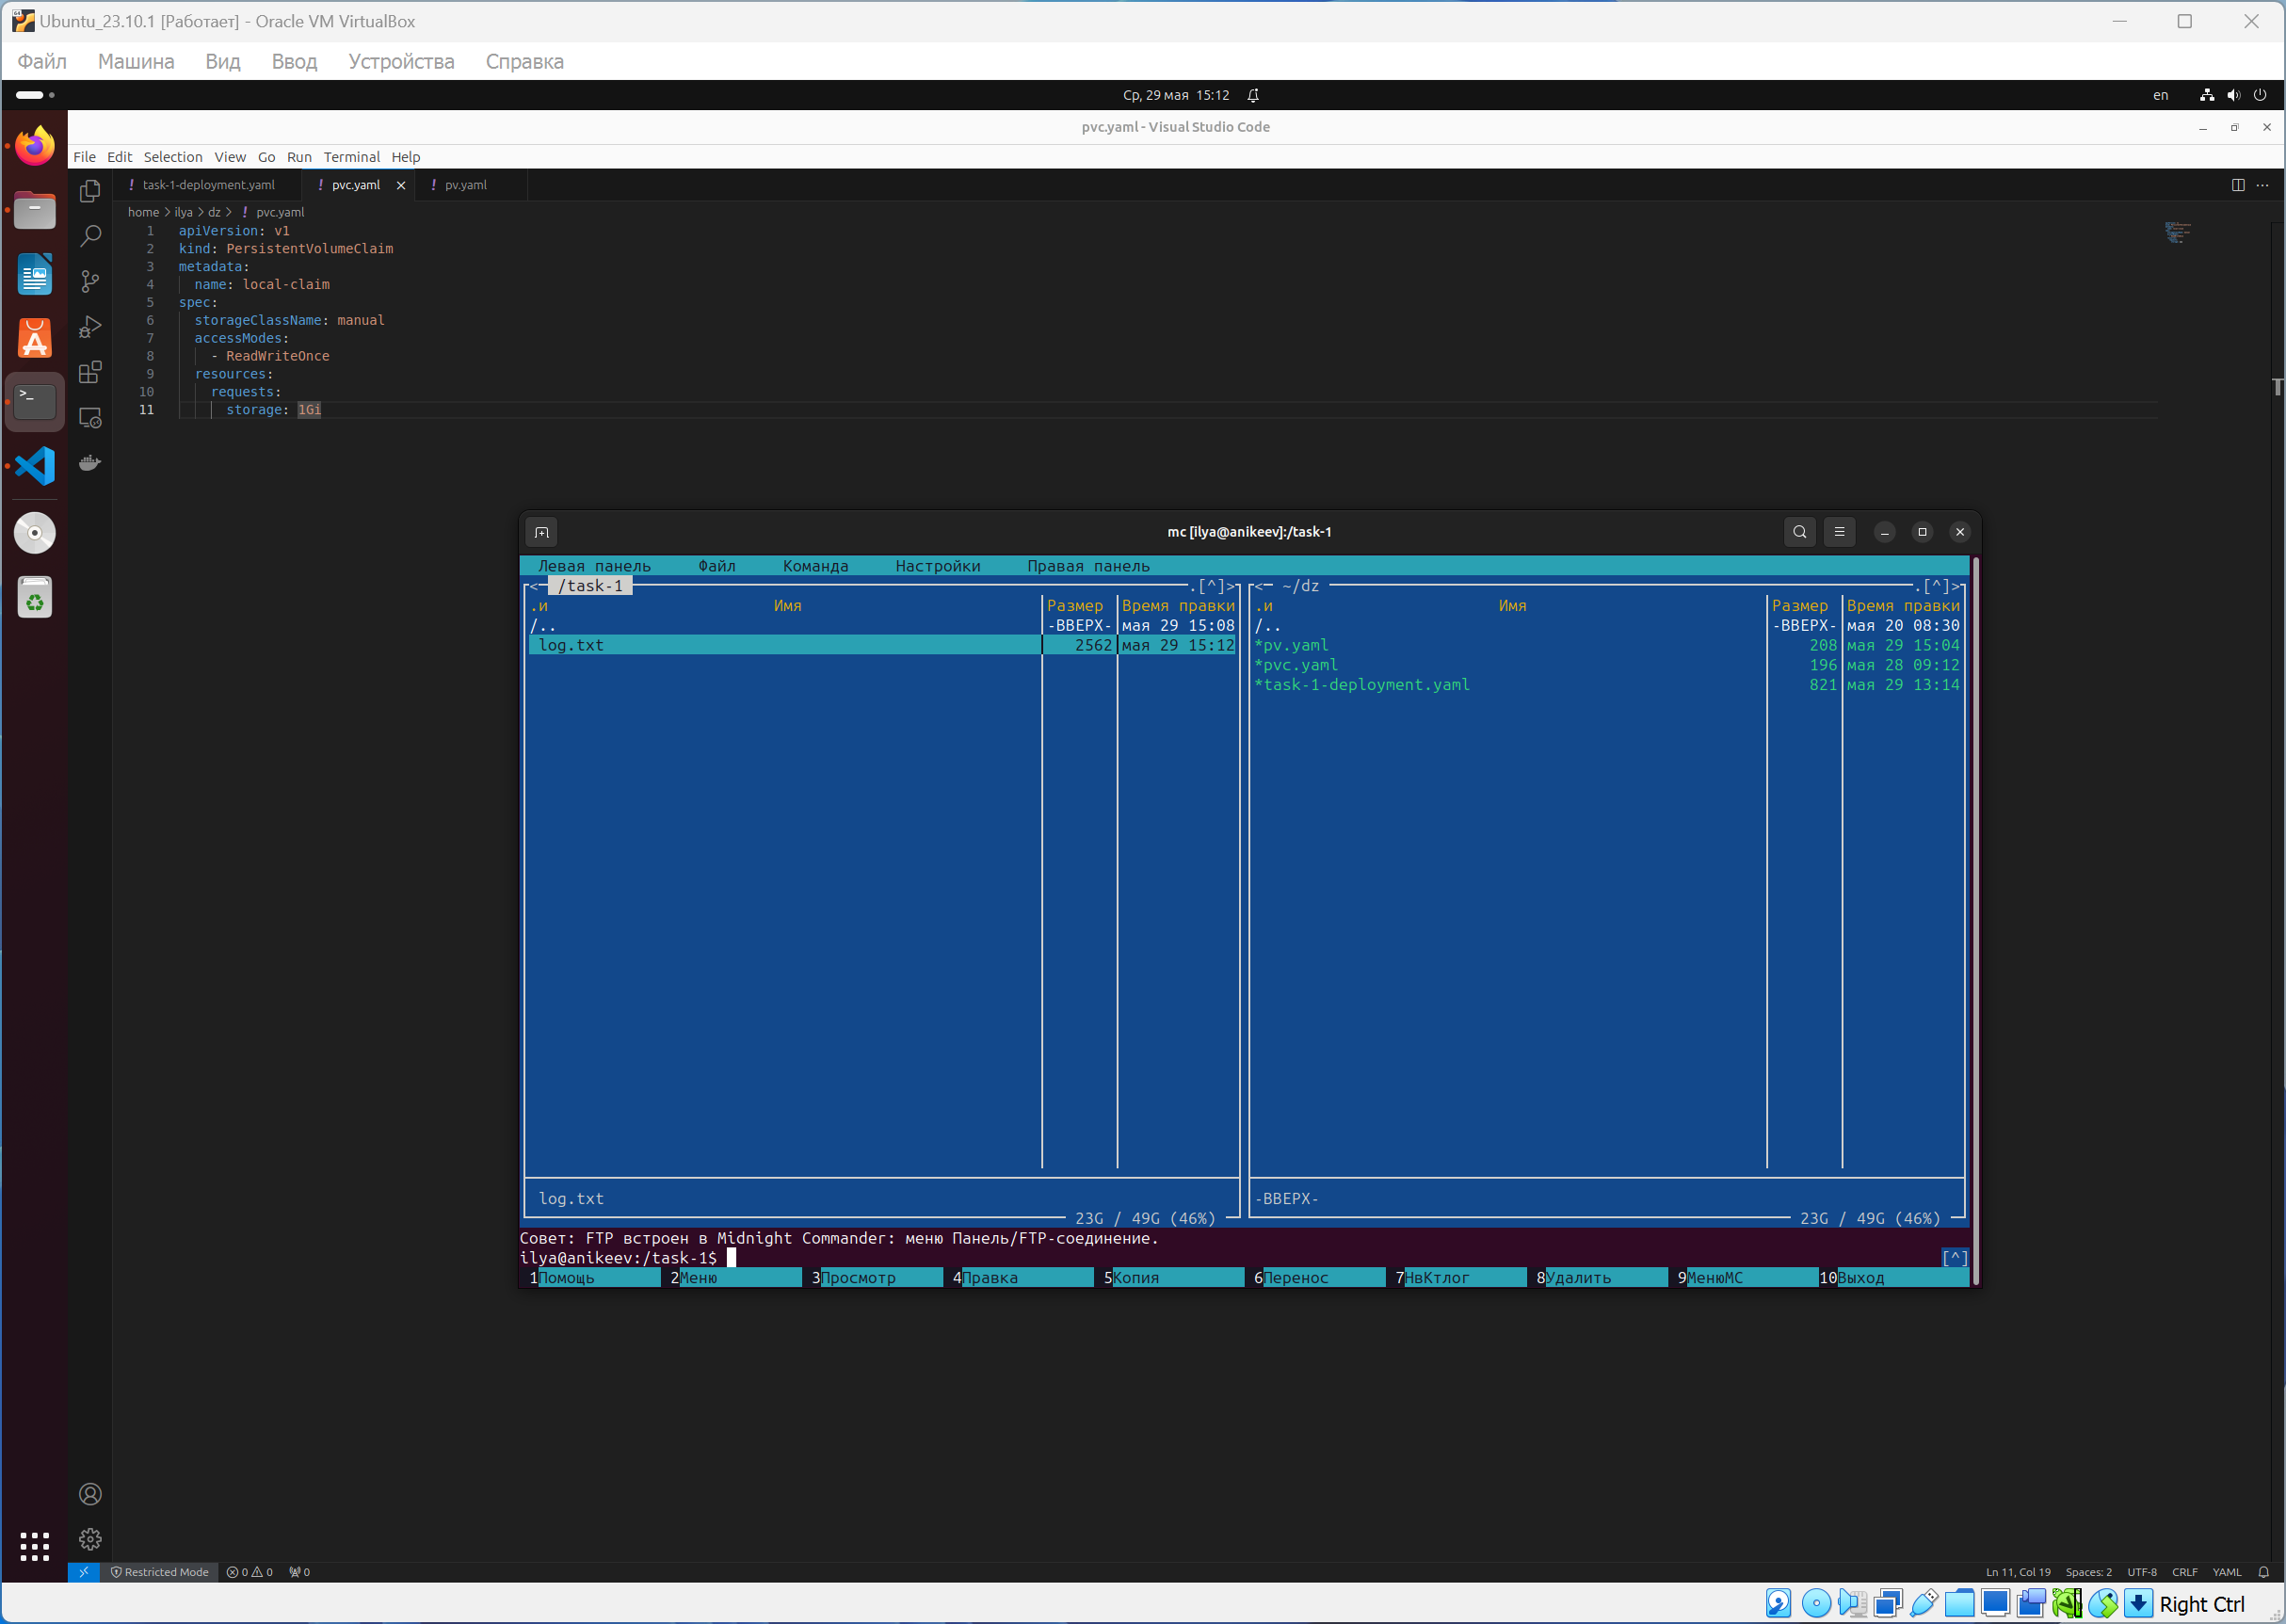 Ubuntu_23.10.1 [Работает] - Oracle VM VirtualBox
Файл Машина Вид Ввод Устройства Справка
Ср, 29 мая 15:12
en
pvc.yaml - Visual Studio Code
File Edit Selection View Go Run Terminal Help
! task-1-deployment.yaml ! pvc.yaml ! pv.yaml
home > ilya > dz > ! pvc.yaml
1 apiVersion: v1
2 kind: PersistentVolumeClaim
3 metadata:
4 name: local-claim
5 spec:
6 storageClassName: manual
7 accessModes:
8 - ReadWriteOnce
9 resources:
10 requests:
11 storage: 1Gi
mc [ilya@anikeev]:/task-1
Левая панель Файл Команда Настройки Правая панель
<─ /task-1 .[^]> <─ ~/dz .[^]>
.и Имя Размер Время правки .и Имя Размер Время правки
/.. -ВВЕРХ- мая 29 15:08 /.. -ВВЕРХ- мая 20 08:30
log.txt 2562 мая 29 15:12 *pv.yaml 208 мая 29 15:04
*pvc.yaml 196 мая 28 09:12
*task-1-deployment.yaml 821 мая 29 13:14
log.txt -ВВЕРХ-
23G / 49G (46%) 23G / 49G (46%)
Совет: FTP встроен в Midnight Commander: меню Панель/FTP-соединение.
ilya@anikeev:/task-1$ [^]
1Помощь 2Меню 3Просмотр 4Правка 5Копия 6Перенос 7НвКтлог 8Удалить 9МенюMC 10Выход
Restricted Mode 0 0 0 Ln 11, Col 19 Spaces: 2 UTF-8 CRLF YAML
Right Ctrl